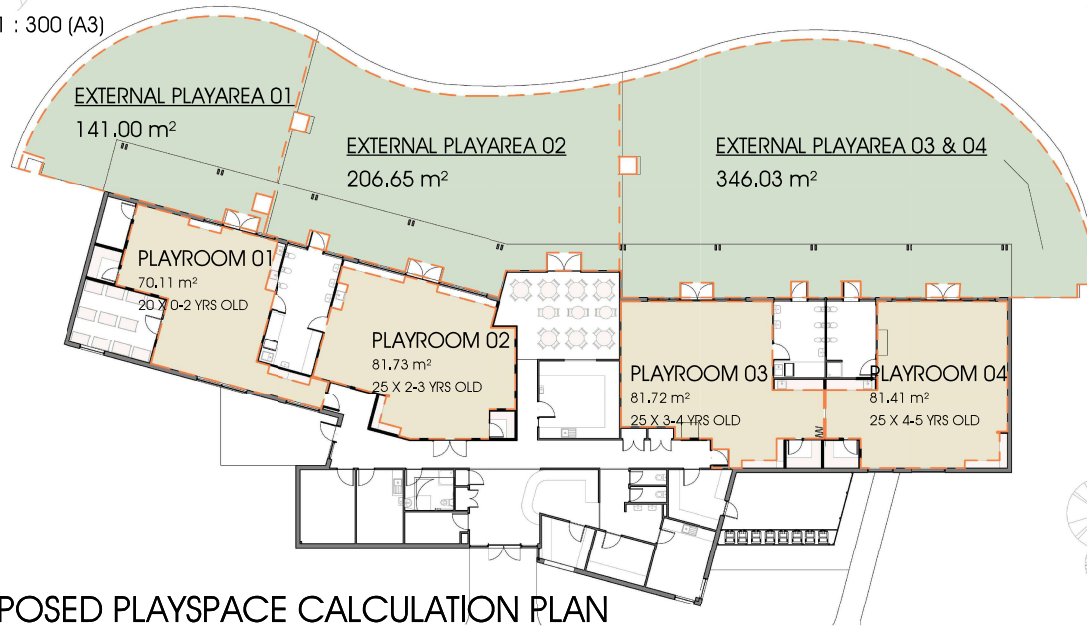 1 : 300 (A3)
EXTERNAL PLAYAREA 01
141.00 m²
EXTERNAL PLAYAREA 02
206.65 m²
EXTERNAL PLAYAREA 03 & 04
346.03 m²
PLAYROOM 01
70.11 m²
20 X 0-2 YRS OLD
PLAYROOM 02
81.73 m²
25 X 2-3 YRS OLD
PLAYROOM 03
81.72 m²
25 X 3-4 YRS OLD
PLAYROOM 04
81.41 m²
25 X 4-5 YRS OLD
POSED PLAYSPACE CALCULATION PLAN